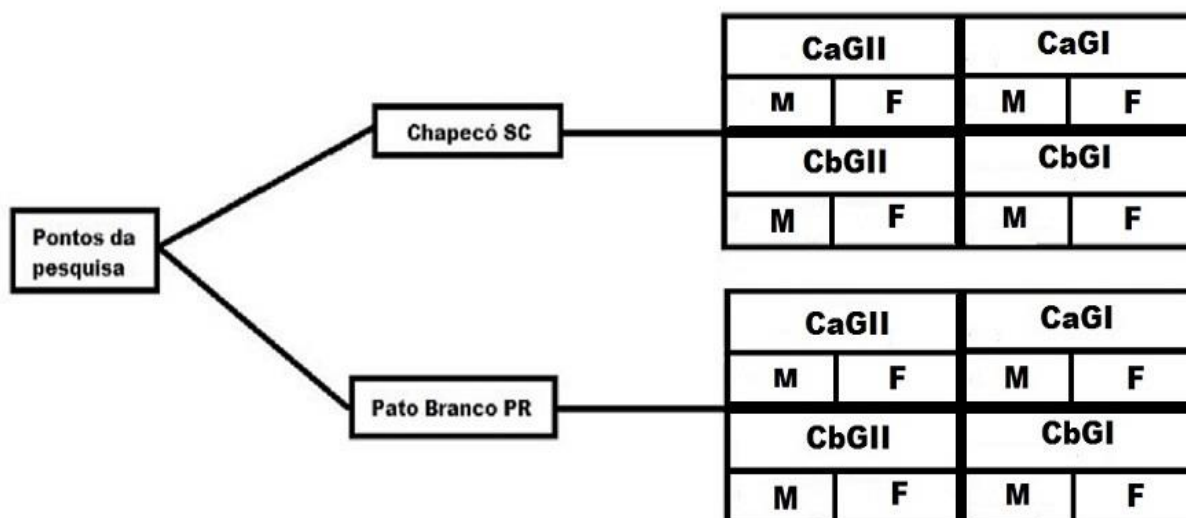 Pontos da
pesquisa
Chapecó SC
CaGII CaGI
M F M F
CbGII CbGI
M F M F
Pato Branco PR
CaGII CaGI
M F M F
CbGII CbGI
M F M F